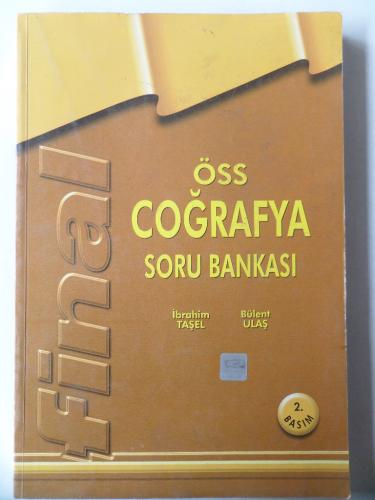 final
ÖSS
COĞRAFYA
SORU BANKASI
İbrahim
TAŞEL
Bülent
ULAŞ
2.
BASIM